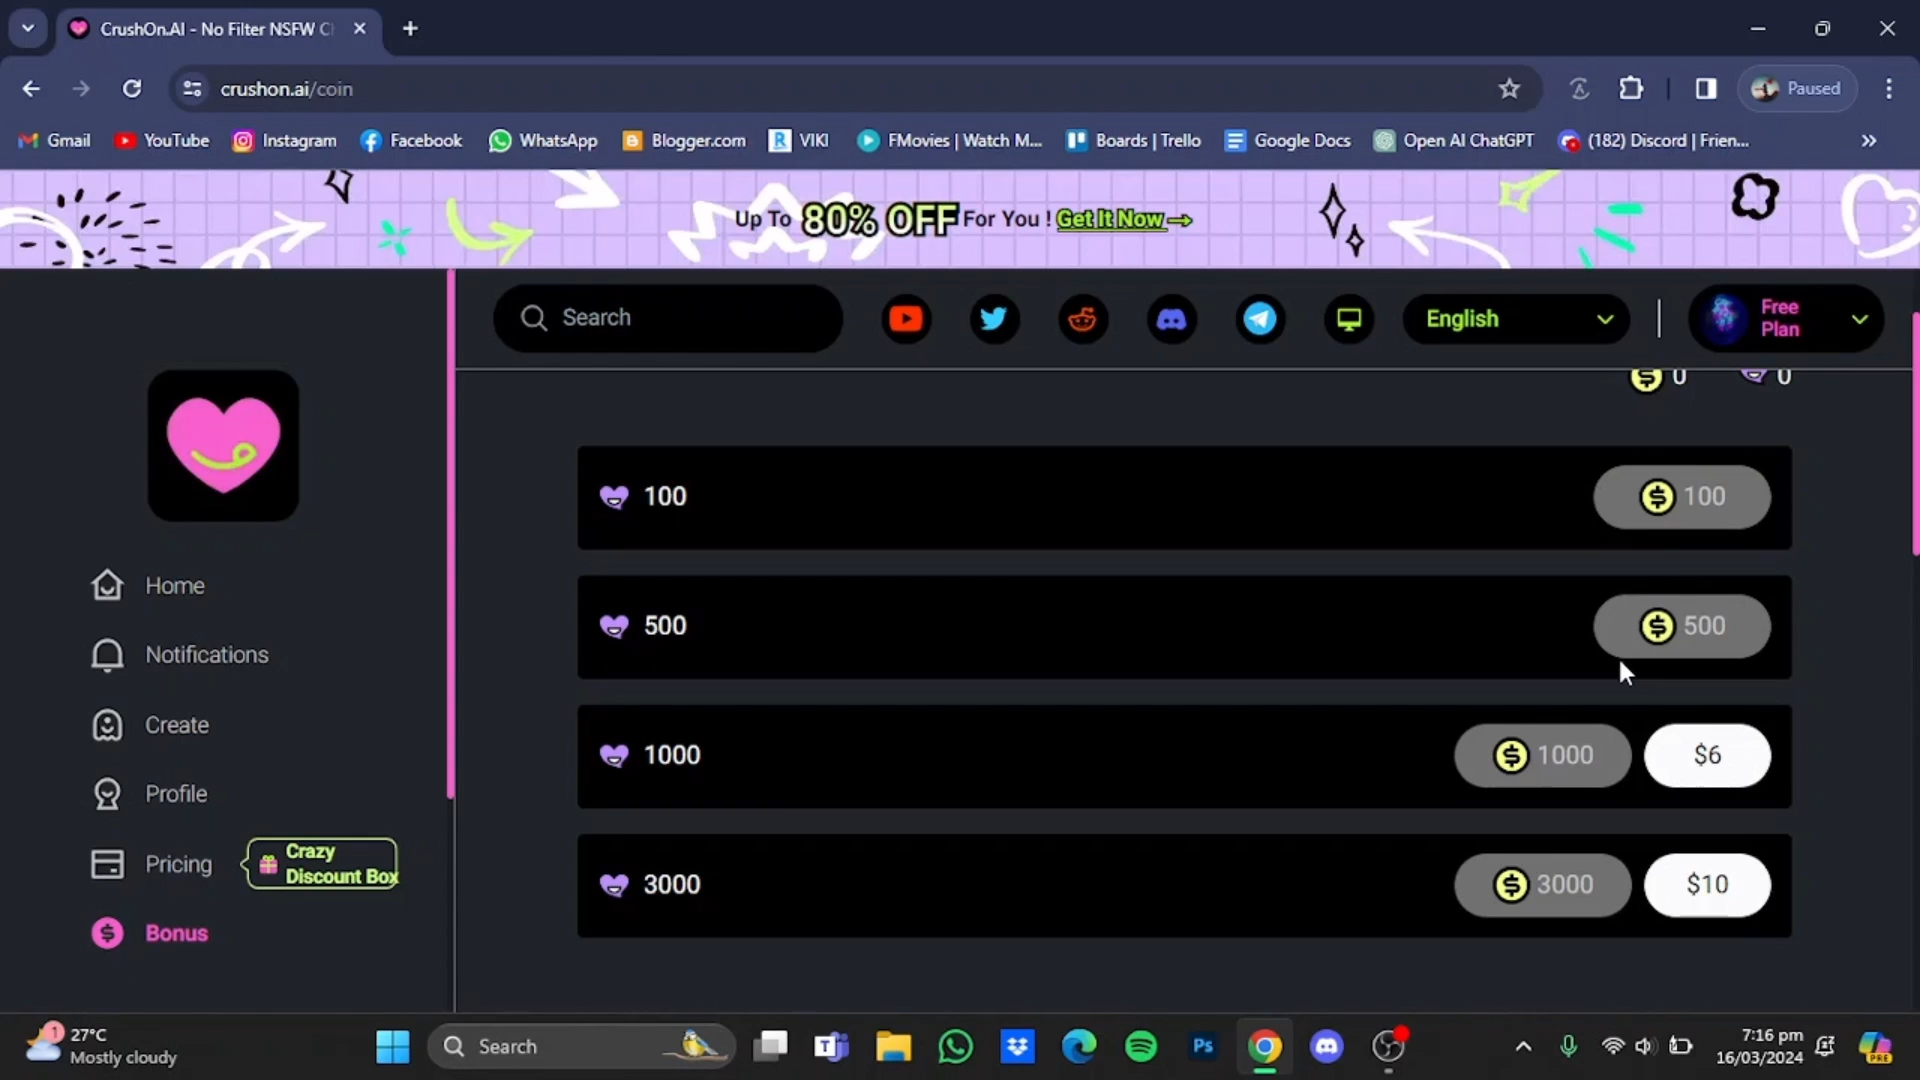 CrushOn.AI - No Filter NSFW C
crushon.ai/coin
Paused
Gmail
YouTube
Instagram
Facebook
WhatsApp
Blogger.com
VIKI
FMovies | Watch M...
Boards | Trello
Google Docs
Open AI ChatGPT
(182) Discord | Frien...
Up To 80% OFF For You ! Get It Now
Search
English
Free
Plan
0
0
100
100
500
500
1000
1000
$6
3000
3000
$10
Home
Notifications
Create
Profile
Pricing
Crazy
Discount Box
Bonus
1
27°C
Mostly cloudy
Search
Ps
PRE
7:16 pm
16/03/2024